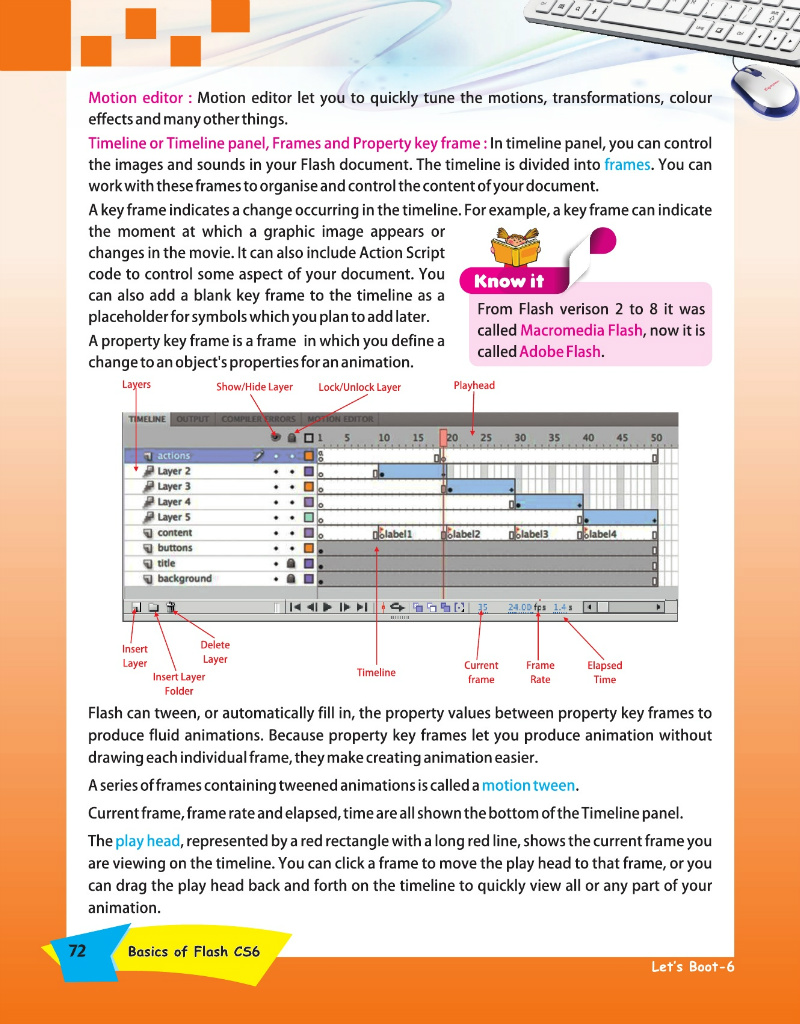 Motion editor : Motion editor let you to quickly tune the motions, transformations, colour
effects and many other things.
Timeline or Timeline panel, Frames and Property key frame : In timeline panel, you can control
the images and sounds in your Flash document. The timeline is divided into frames. You can
work with these frames to organise and control the content of your document.
A key frame indicates a change occurring in the timeline. For example, a key frame can indicate
the moment at which a graphic image appears or
changes in the movie. It can also include Action Script
code to control some aspect of your document. You
can also add a blank key frame to the timeline as a
placeholder for symbols which you plan to add later.
A property key frame is a frame in which you define a
change to an object's properties for an animation.
Know it
From Flash verison 2 to 8 it was
called Macromedia Flash, now it is
called Adobe Flash.
Layers
Show/Hide Layer
Lock/Unlock Layer
Playhead
TIMELINE OUTPUT COMPILER ERRORS MOTION EDITOR
1 5 10 15 20 25 30 35 40 45 50
actions
Layer 2
Layer 3
Layer 4
Layer 5
content label1 label2 label3 label4
buttons
title
background
35 24.00 fps 1.4 s
Insert
Layer
Insert Layer
Folder
Delete
Layer
Timeline
Current
frame
Frame
Rate
Elapsed
Time
Flash can tween, or automatically fill in, the property values between property key frames to
produce fluid animations. Because property key frames let you produce animation without
drawing each individual frame, they make creating animation easier.
A series of frames containing tweened animations is called a motion tween.
Current frame, frame rate and elapsed, time are all shown the bottom of the Timeline panel.
The play head, represented by a red rectangle with a long red line, shows the current frame you
are viewing on the timeline. You can click a frame to move the play head to that frame, or you
can drag the play head back and forth on the timeline to quickly view all or any part of your
animation.
72 Basics of Flash CS6
Let's Boot-6